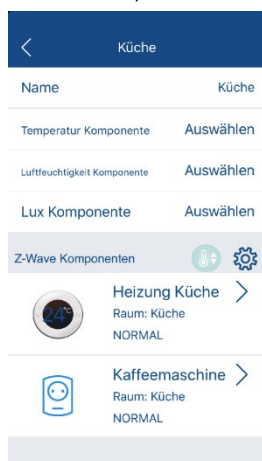 Küche
Name Küche
Temperatur Komponente Auswählen
Luftfeuchtigkeit Komponente Auswählen
Lux Komponente Auswählen
Z-Wave Komponenten
Heizung Küche
24°
Raum: Küche
NORMAL
Kaffeemaschine
Raum: Küche
NORMAL